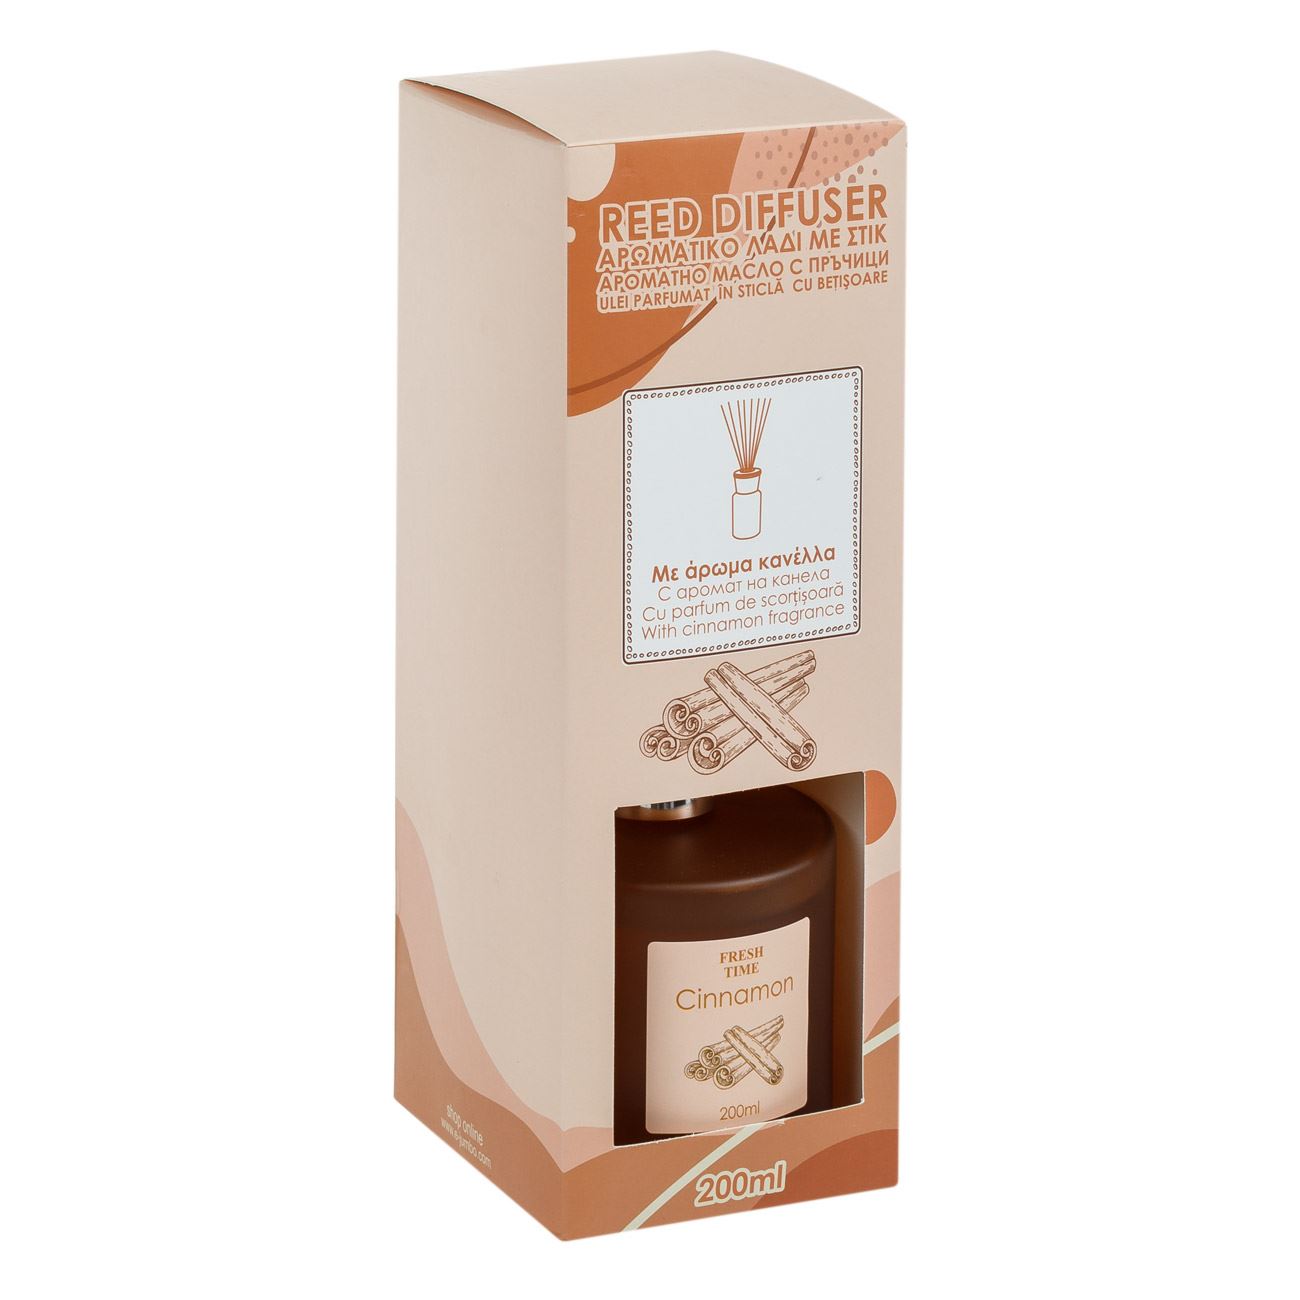 REED DIFFUSER
ΑΡΩΜΑΤΙΚΟ ΛΑΔΙ ΜΕ ΣΤΙΚ
АРОМАТНО МАСЛО С ПРЪЧИЦИ
ULEI PARFUMAT ÎN STICLĂ CU BEȚIȘOARE
Με άρωμα κανέλλα
С аромат на канела
Cu parfum de scorțișoară
With cinnamon fragrance
FRESH
TIME
Cinnamon
200ml
200ml
shop online
www.e-jumbo.com